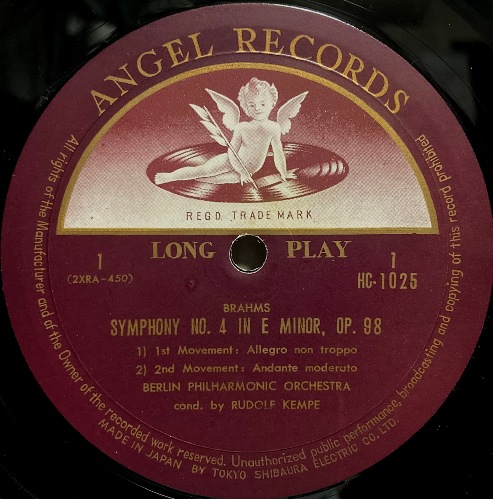 ANGEL RECORDS
REGD TRADE MARK
LONG PLAY
1
(2XRA-450)
1
HC-1025
BRAHMS
SYMPHONY NO. 4 IN E MINOR, OP. 98
1) 1st Movement: Allegro non troppo
2) 2nd Movement: Andante moderato
BERLIN PHILHARMONIC ORCHESTRA
cond. by RUDOLF KEMPE
All rights of the Manufacturer and of the Owner of the recorded work reserved. Unauthorized public performance, broadcasting and copying of this record prohibited
MADE IN JAPAN BY TOKYO SHIBAURA ELECTRIC CO. LTD.